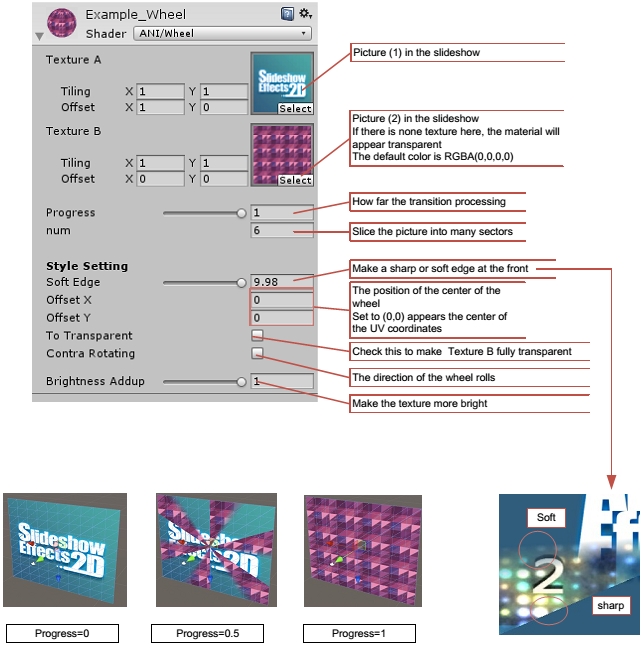 Example_Wheel
Shader ANI/Wheel
Texture A
Tiling X 1 Y 1
Offset X 1 Y 0
Slideshow
Effects 2D
Select
Picture (1) in the slideshow
Texture B
Tiling X 1 Y 1
Offset X 0 Y 0
Select
Picture (2) in the slideshow
If there is none texture here, the material will
appear transparent
The default color is RGBA(0,0,0,0)
Progress 1
How far the transition processing
num 6
Slice the picture into many sectors
Style Setting
Soft Edge 9.98
Make a sharp or soft edge at the front
Offset X 0
Offset Y 0
The position of the center of the
wheel
Set to (0,0) appears the center of
the UV coordinates
To Transparent
Check this to make Texture B fully transparent
Contra Rotating
The direction of the wheel rolls
Brightness Addup 1
Make the texture more bright
Slideshow
Effects 2D
Slideshow
Effects 2D
Progress=0
Progress=0.5
Progress=1
Ef
Soft
2
sharp